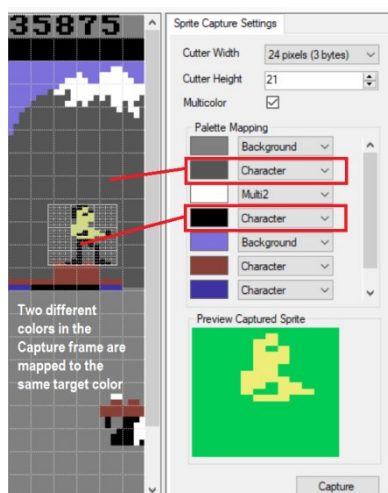 35875
Two different
colors in the
Capture frame are
mapped to the
same target color
Sprite Capture Settings
Cutter Width 24 pixels (3 bytes)
Cutter Height 21
Multicolor
Palette Mapping
Background
Character
Multi2
Character
Background
Character
Character
Preview Captured Sprite
Capture